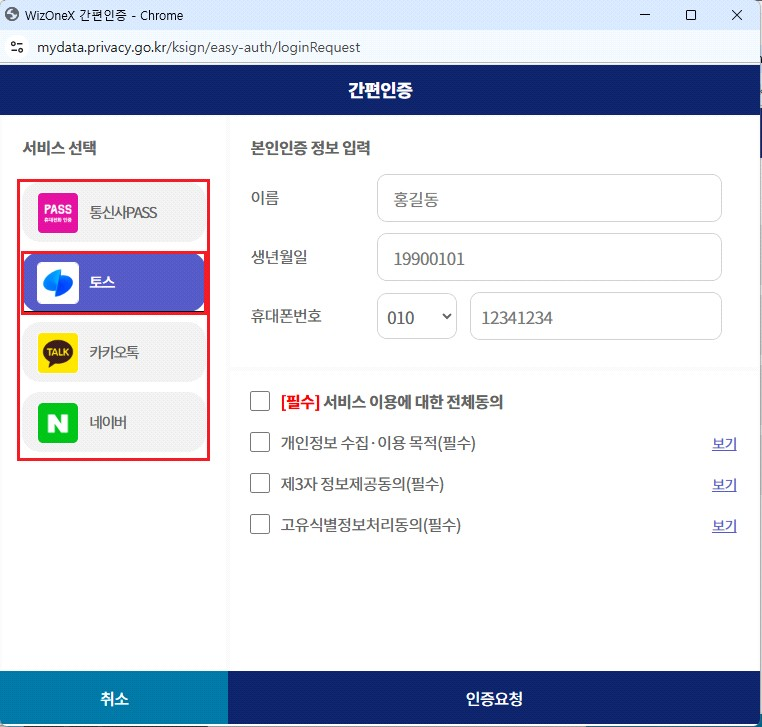 WizOneX 간편인증 - Chrome
mydata.privacy.go.kr/ksign/easy-auth/loginRequest
간편인증
서비스 선택
PASS
휴대전화 인증
통신사PASS
토스
TALK
카카오톡
N
네이버
본인인증 정보 입력
이름
홍길동
생년월일
19900101
휴대폰번호
010
12341234
[필수] 서비스 이용에 대한 전체동의
개인정보 수집·이용 목적(필수)
보기
제3자 정보제공동의(필수)
보기
고유식별정보처리동의(필수)
보기
취소
인증요청